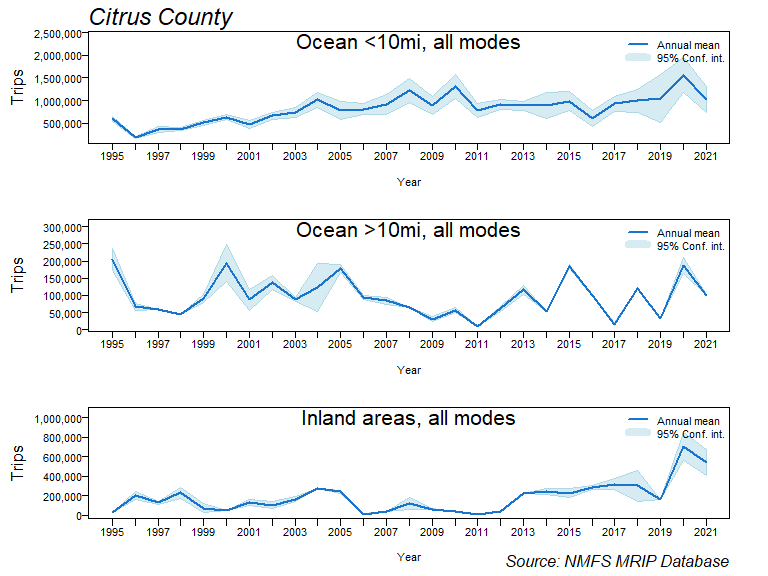 Citrus County
Ocean <10mi, all modes
Annual mean
95% Conf. int.
Trips
2,500,000
2,000,000
1,500,000
1,000,000
500,000
1995 1997 1999 2001 2003 2005 2007 2009 2011 2013 2015 2017 2019 2021
Year
Ocean >10mi, all modes
Annual mean
95% Conf. int.
Trips
300,000
250,000
200,000
150,000
100,000
50,000
0
1995 1997 1999 2001 2003 2005 2007 2009 2011 2013 2015 2017 2019 2021
Year
Inland areas, all modes
Annual mean
95% Conf. int.
Trips
1,000,000
800,000
600,000
400,000
200,000
0
1995 1997 1999 2001 2003 2005 2007 2009 2011 2013 2015 2017 2019 2021
Year
Source: NMFS MRIP Database